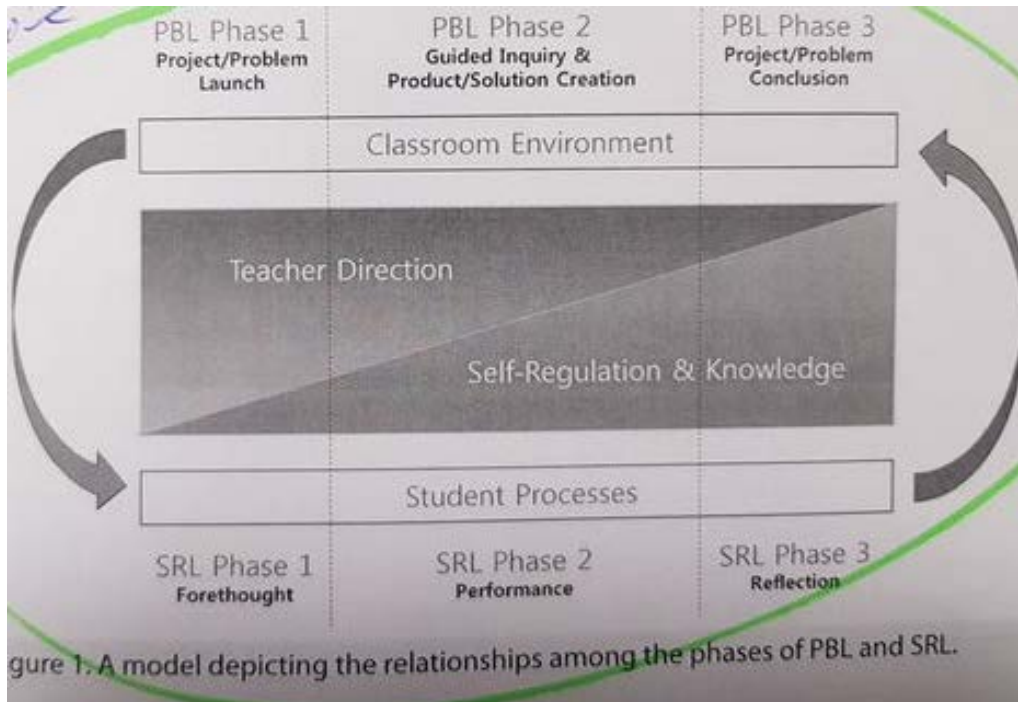 PBL Phase 1
Project/Problem
Launch
PBL Phase 2
Guided Inquiry &
Product/Solution Creation
PBL Phase 3
Project/Problem
Conclusion
Classroom Environment
Teacher Direction
Self-Regulation & Knowledge
Student Processes
SRL Phase 1
Forethought
SRL Phase 2
Performance
SRL Phase 3
Reflection
gure 1. A model depicting the relationships among the phases of PBL and SRL.